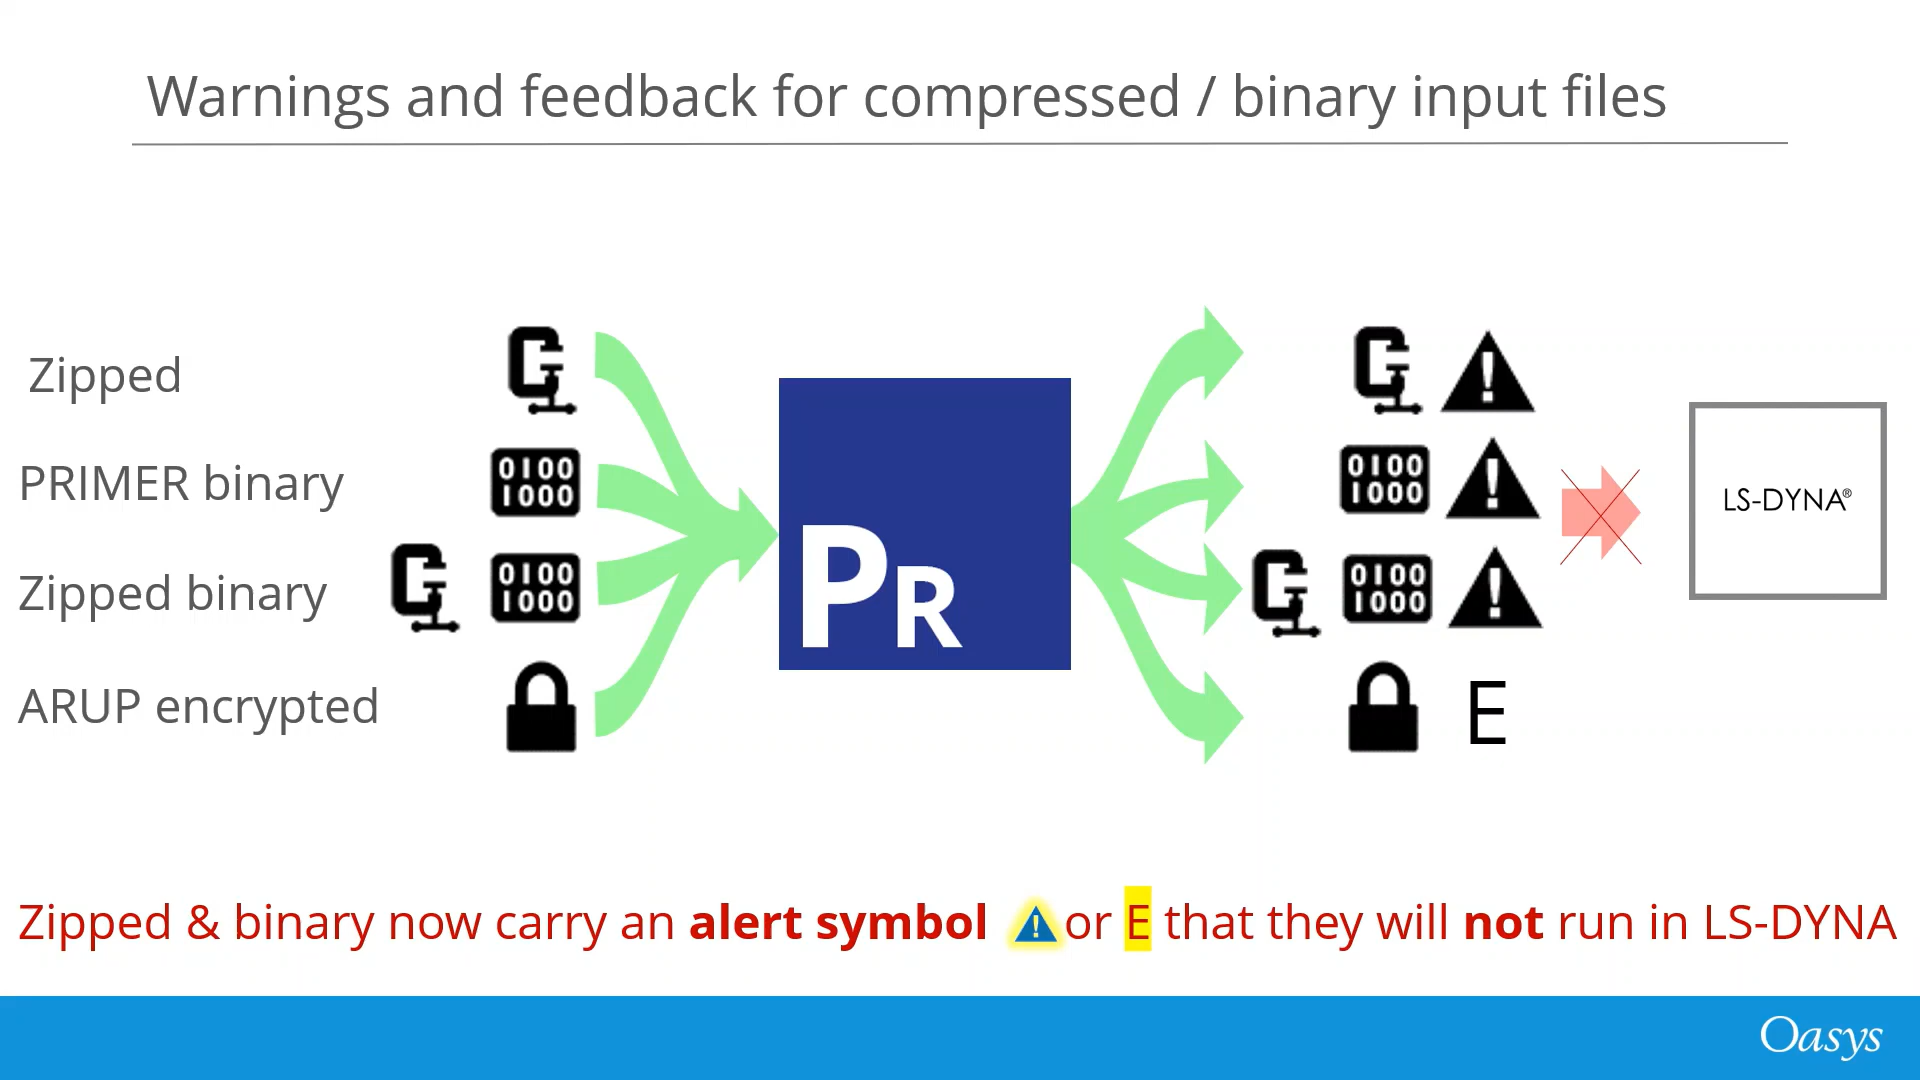 Warnings and feedback for compressed / binary input files
Zipped
PRIMER binary
0100
1000
0100
1000
LS-DYNA®
Zipped binary
0100
1000
0100
1000
PR
ARUP encrypted
E
Zipped & binary now carry an alert symbol or E that they will not run in LS-DYNA
Oasys